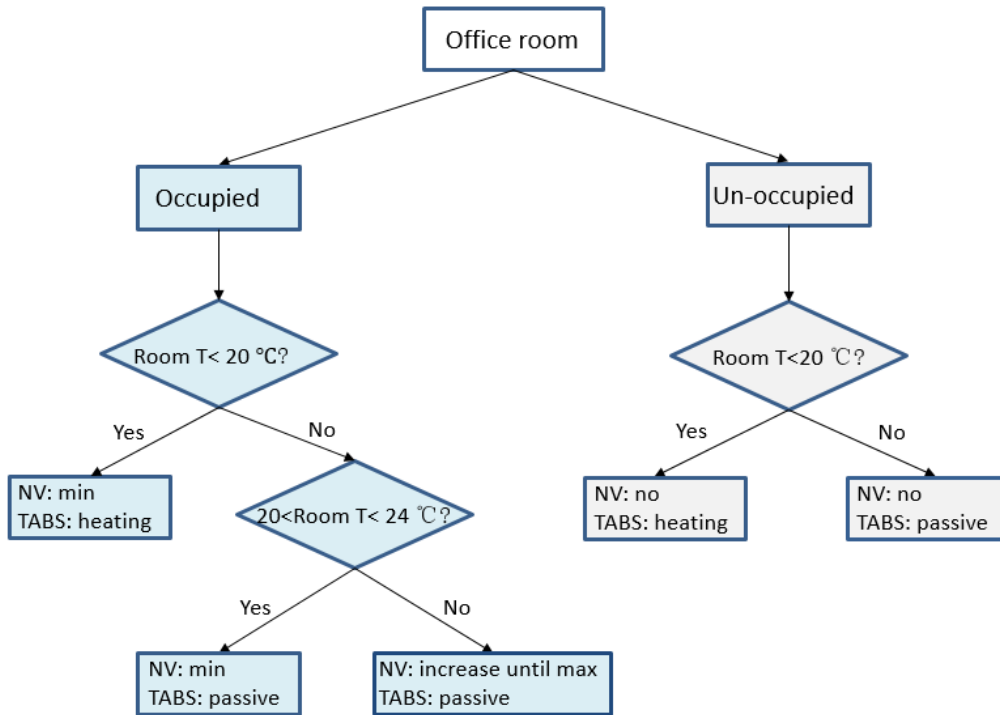 Office room
Occupied
Un-occupied
Room T< 20 ℃?
Room T<20 ℃?
Yes
No
Yes
No
NV: min
TABS: heating
20<Room T< 24 ℃?
NV: no
TABS: heating
NV: no
TABS: passive
Yes
No
NV: min
TABS: passive
NV: increase until max
TABS: passive